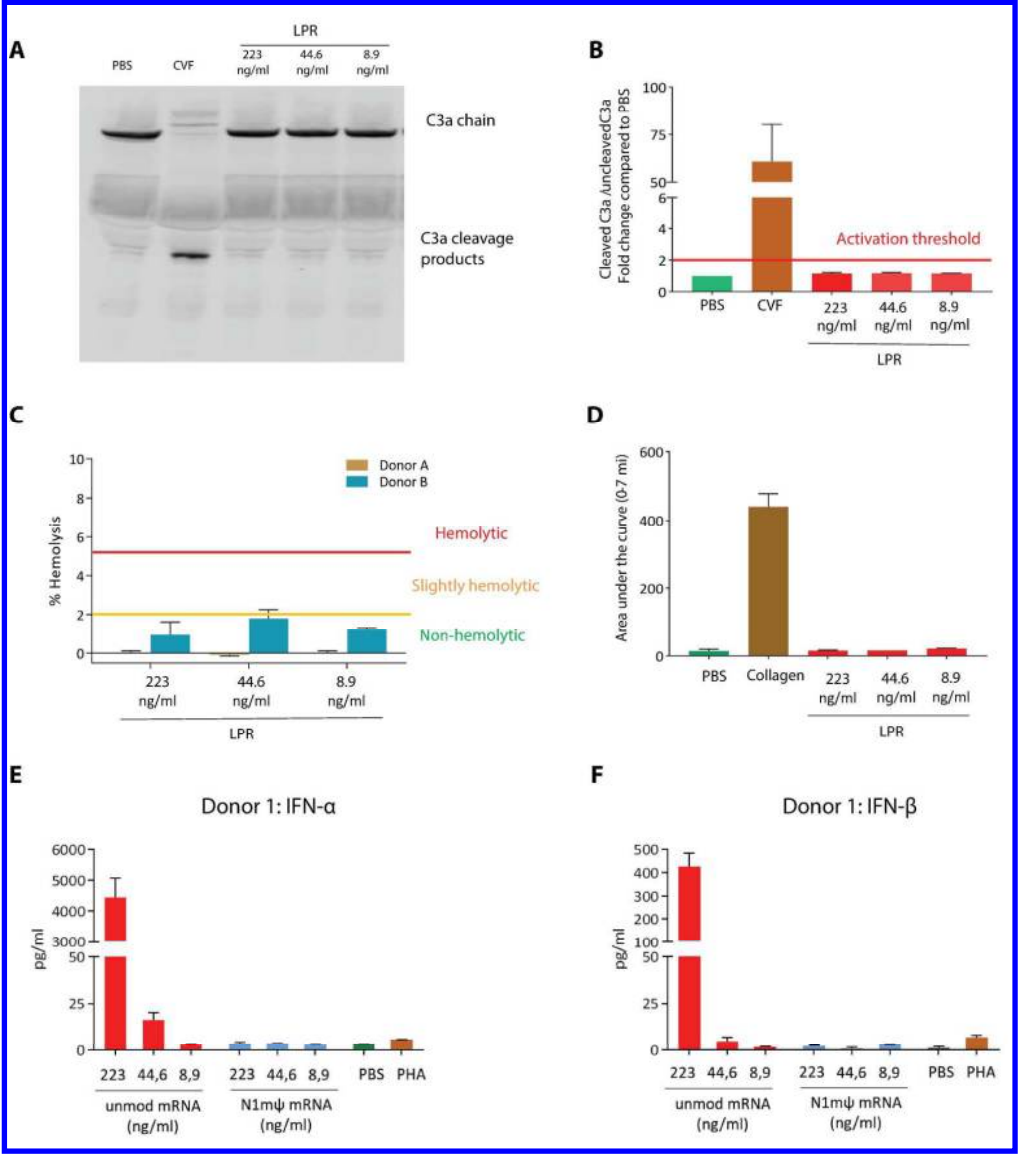 A
LPR
PBS
CVF
223
ng/ml
44.6
ng/ml
8.9
ng/ml
C3a chain
C3a cleavage
products
B
Cleaved C3a /uncleavedC3a
Fold change compared to PBS
100
75
50
6
4
2
0
Activation threshold
PBS
CVF
223
ng/ml
44.6
ng/ml
8.9
ng/ml
LPR
C
% Hemolysis
10
8
6
4
2
0
Donor A
Donor B
Hemolytic
Slightly hemolytic
Non-hemolytic
223
ng/ml
44.6
ng/ml
8.9
ng/ml
LPR
D
Area under the curve (0-7 mi)
600
400
200
0
PBS
Collagen
223
ng/ml
44.6
ng/ml
8.9
ng/ml
LPR
E
Donor 1: IFN-α
pg/ml
6000
5000
4000
3000
50
25
0
223 44,6 8,9 223 44,6 8,9 PBS PHA
unmod mRNA
(ng/ml)
N1mψ mRNA
(ng/ml)
F
Donor 1: IFN-β
pg/ml
500
400
300
200
100
50
25
0
223 44,6 8,9 223 44,6 8,9 PBS PHA
unmod mRNA
(ng/ml)
N1mψ mRNA
(ng/ml)